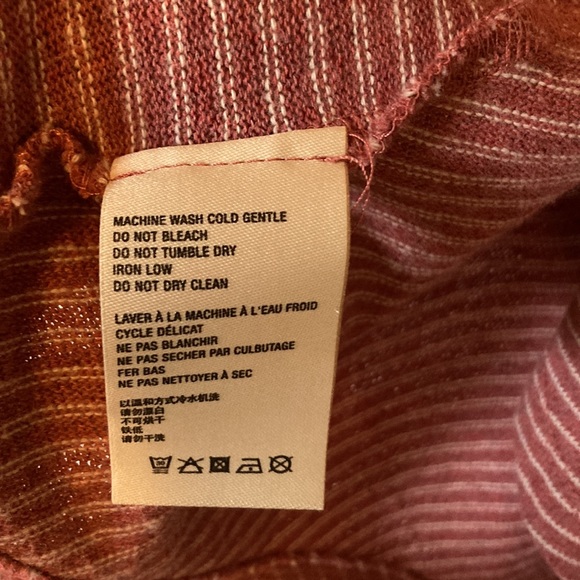 MACHINE WASH COLD GENTLE
DO NOT BLEACH
DO NOT TUMBLE DRY
IRON LOW
DO NOT DRY CLEAN
LAVER À LA MACHINE À L'EAU FROID
CYCLE DÉLICAT
NE PAS BLANCHIR
NE PAS SECHER PAR CULBUTAGE
FER BAS
NE PAS NETTOYER À SEC
以温和方式冷水机洗
请勿漂白
不可烘干
铁低
请勿干洗
30